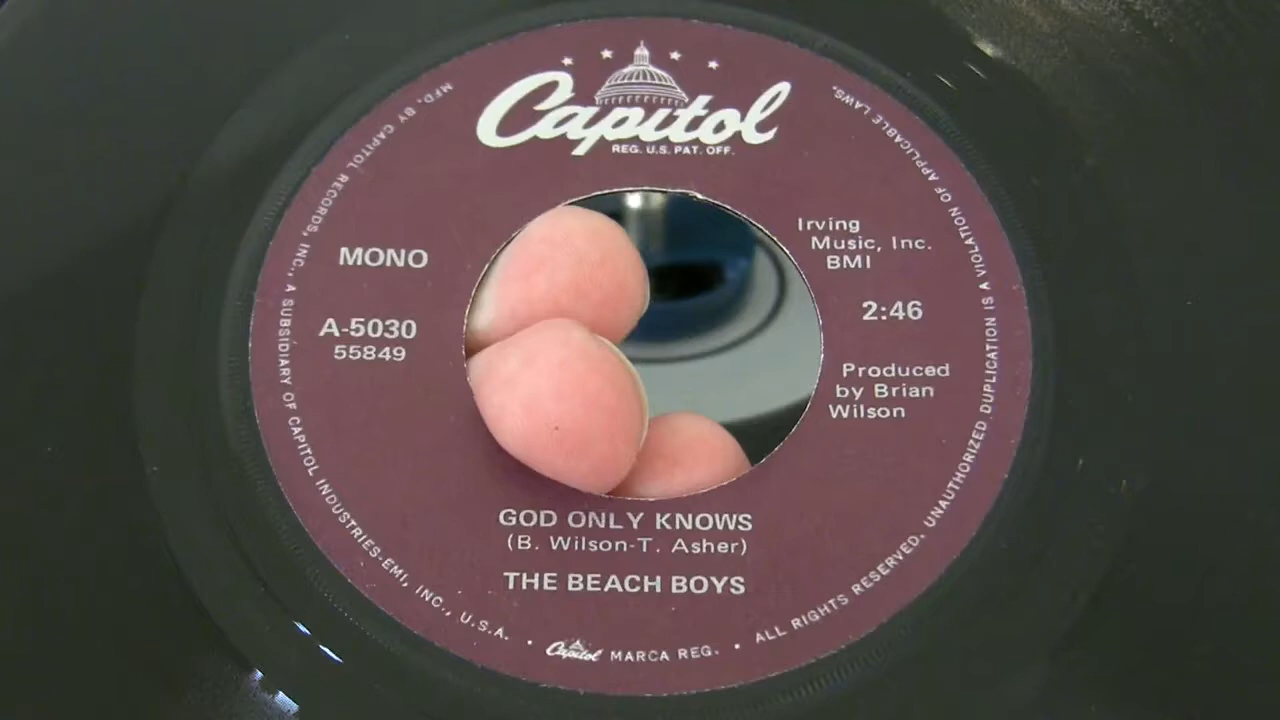 Capitol
REG. U.S. PAT. OFF.
MONO
A-5030
55849
Irving
Music, Inc.
BMI
2:46
Produced
by Brian
Wilson
GOD ONLY KNOWS
(B. Wilson-T. Asher)
THE BEACH BOYS
MFD. BY CAPITOL RECORDS, INC., A SUBSIDIARY OF CAPITOL INDUSTRIES-EMI, INC., U.S.A. • Capitol MARCA REG. • ALL RIGHTS RESERVED. UNAUTHORIZED DUPLICATION IS A VIOLATION OF APPLICABLE LAWS.